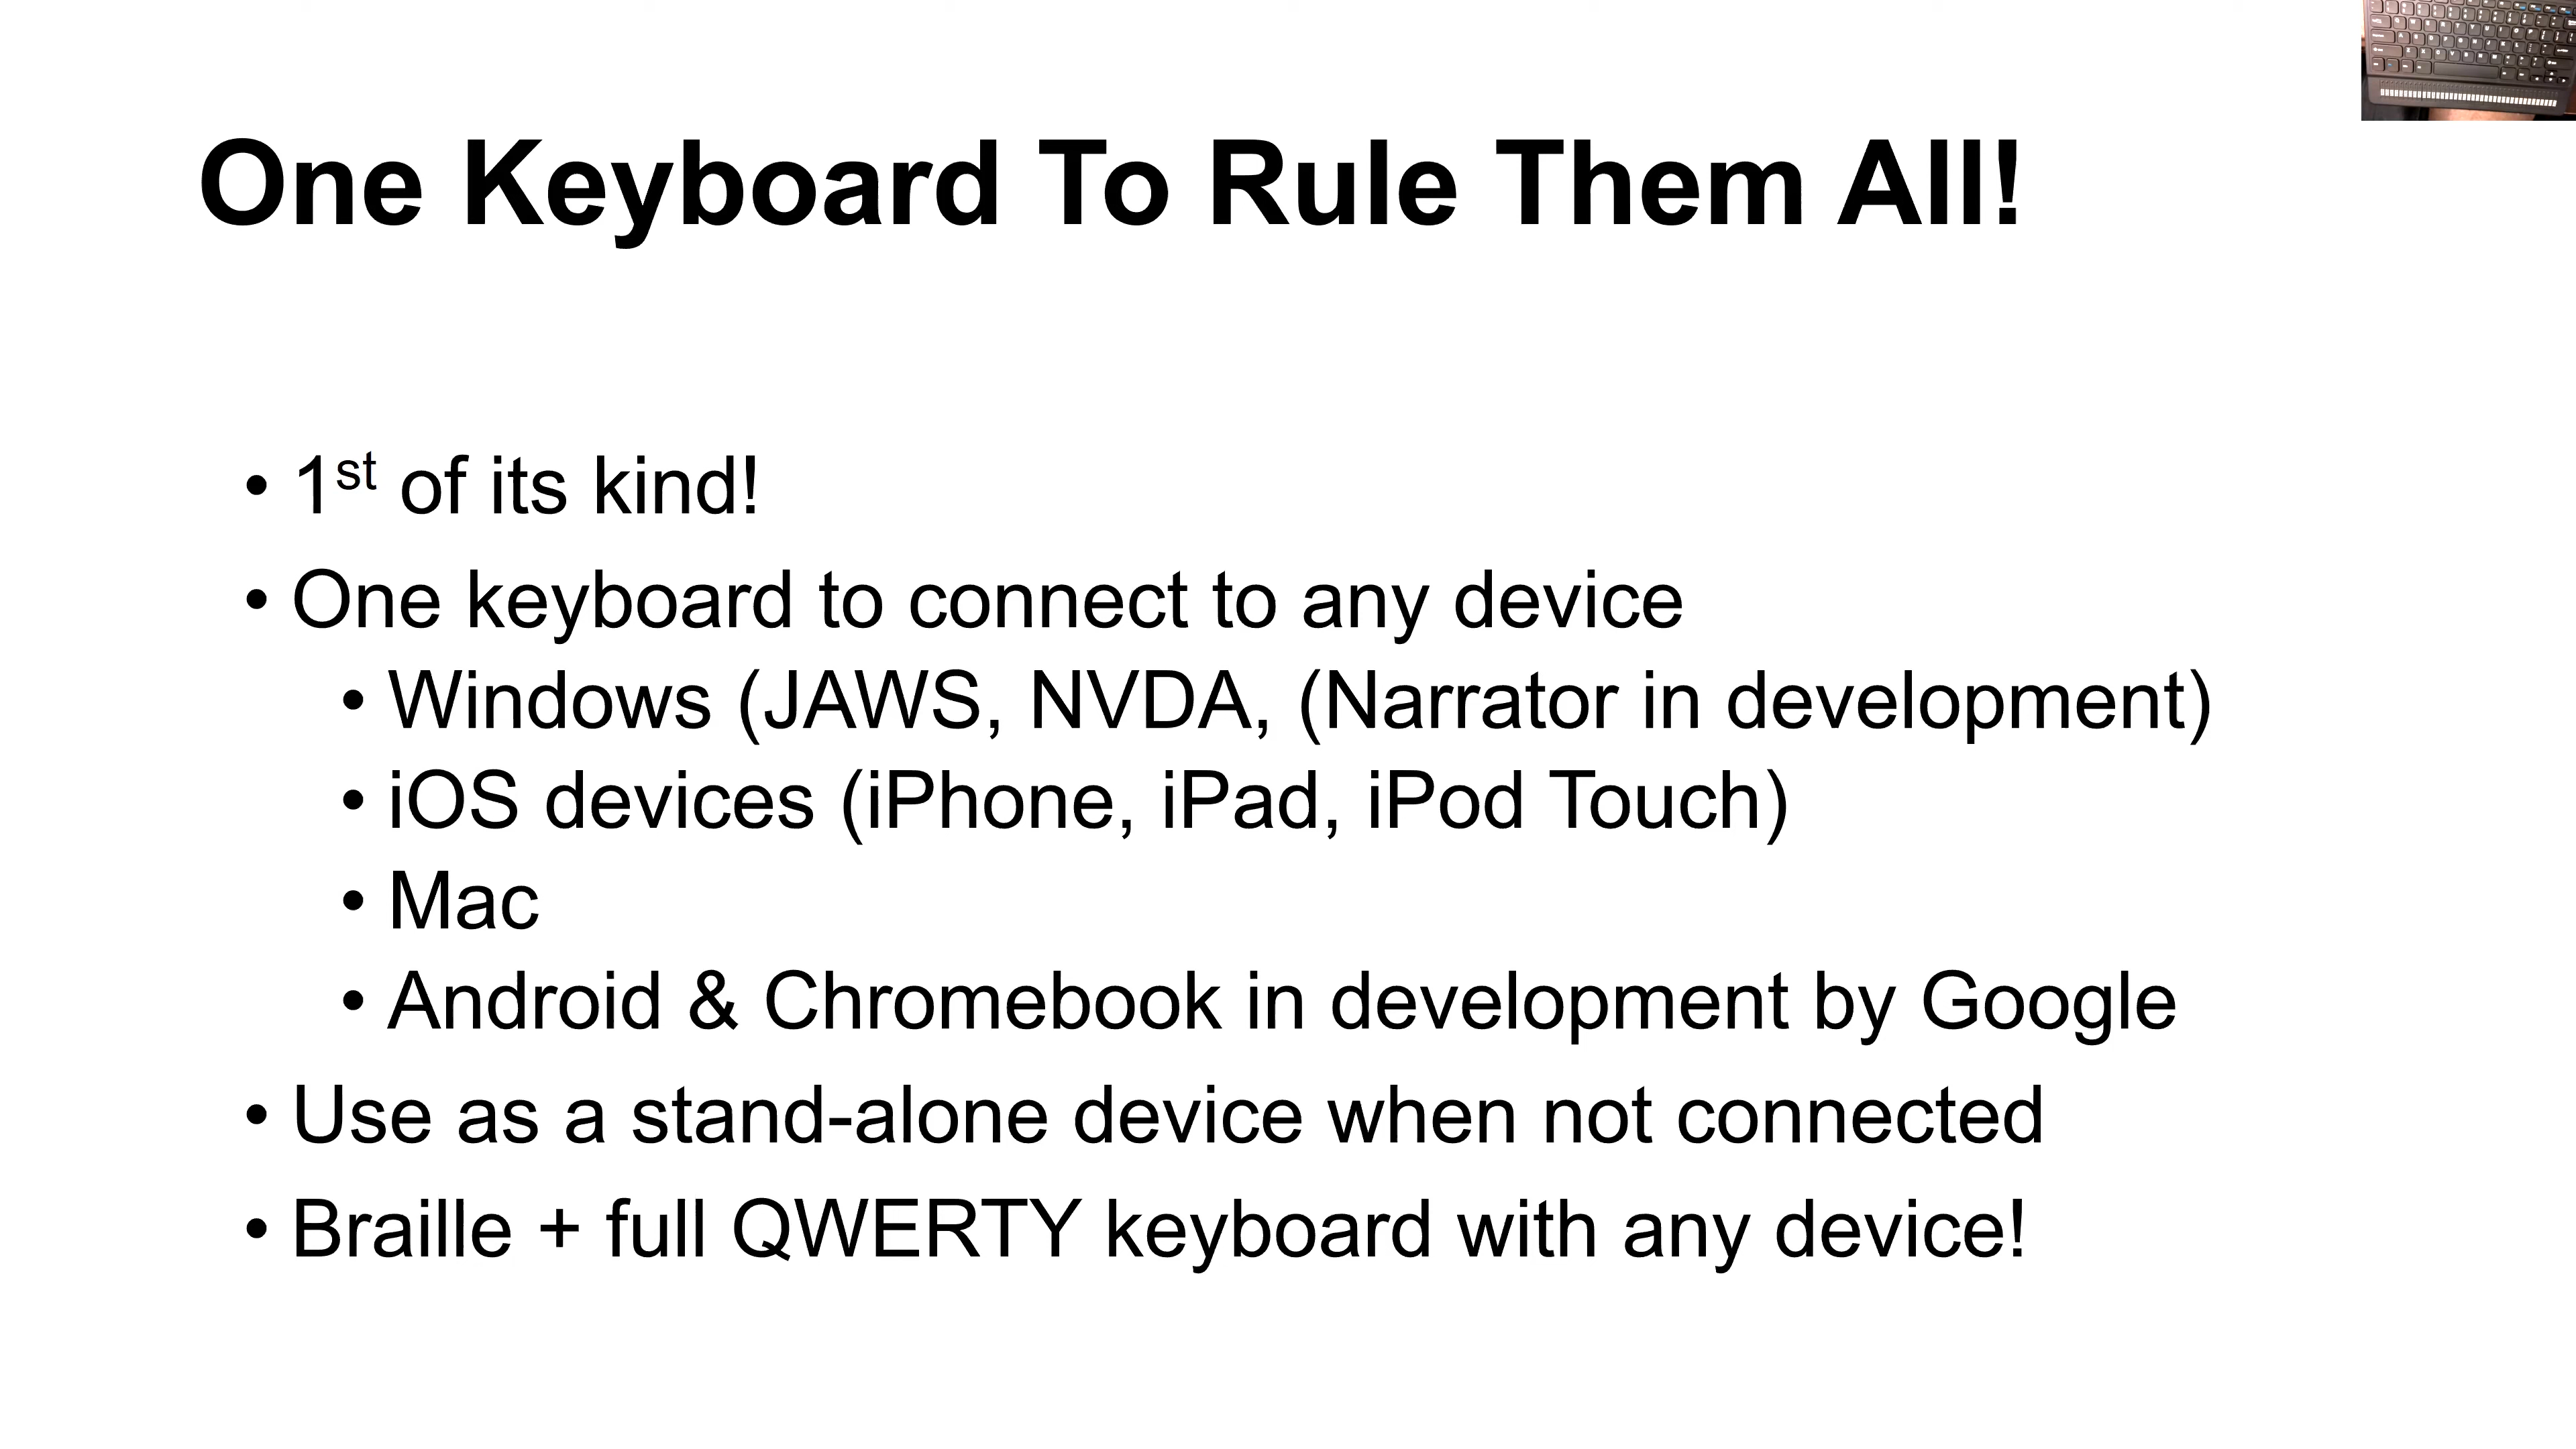 One Keyboard To Rule Them All!
• 1st of its kind!
• One keyboard to connect to any device
• Windows (JAWS, NVDA, (Narrator in development)
• iOS devices (iPhone, iPad, iPod Touch)
• Mac
• Android & Chromebook in development by Google
• Use as a stand-alone device when not connected
• Braille + full QWERTY keyboard with any device!